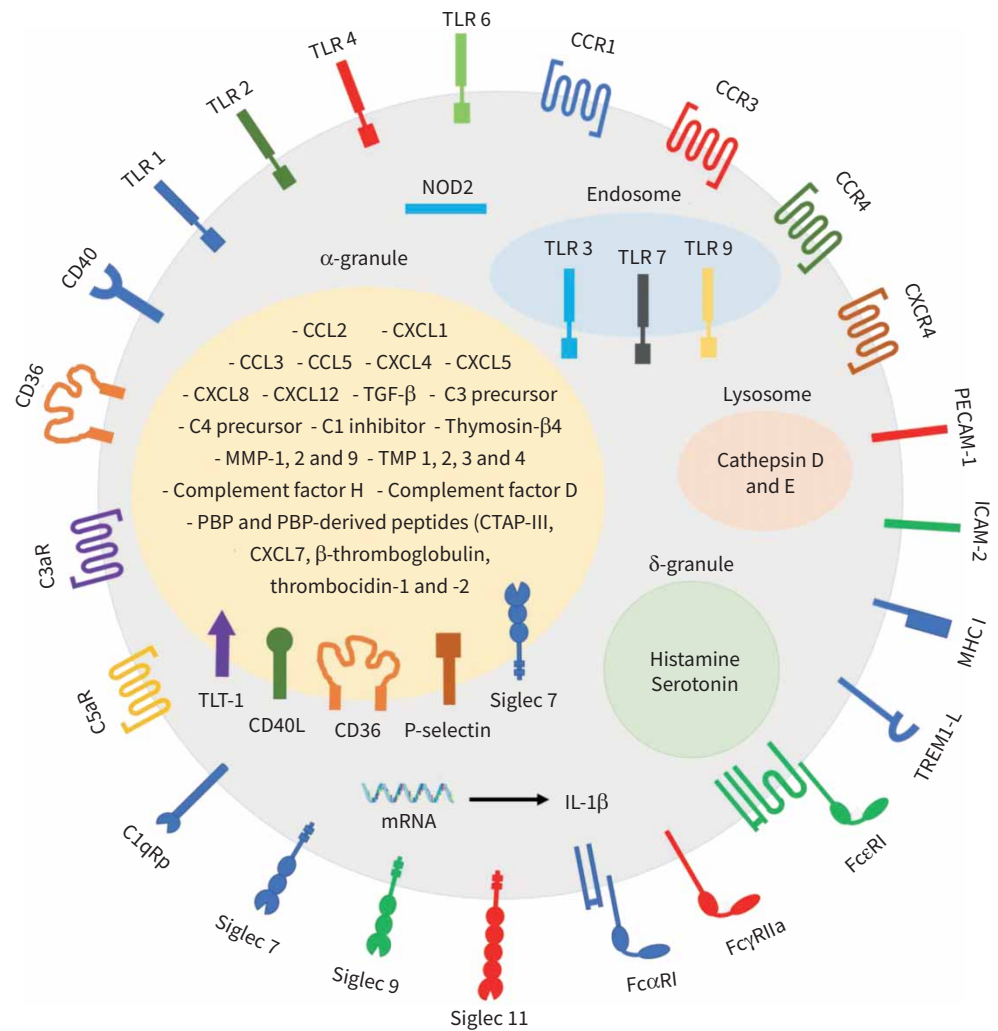 TLR 6
TLR 4
CCR1
TLR 2
CCR3
TLR 1
CCR4
NOD2
Endosome
TLR 3
TLR 7
TLR 9
CD40
CXCR4
α-granule
- CCL2 - CXCL1
- CCL3 - CCL5 - CXCL4 - CXCL5
- CXCL8 - CXCL12 - TGF-β - C3 precursor
- C4 precursor - C1 inhibitor - Thymosin-β4
- MMP-1, 2 and 9 - TMP 1, 2, 3 and 4
- Complement factor H - Complement factor D
- PBP and PBP-derived peptides (CTAP-III,
CXCL7, β-thromboglobulin,
thrombocidin-1 and -2
CD36
Lysosome
Cathepsin D
and E
PECAM-1
ICAM-2
C3aR
δ-granule
Histamine
Serotonin
MHC I
TLT-1
CD40L
CD36
P-selectin
Siglec 7
C5aR
TREM1-L
mRNA
IL-1β
C1qRp
FcεRI
Siglec 7
Siglec 9
Siglec 11
FcαRI
FcγRIIa